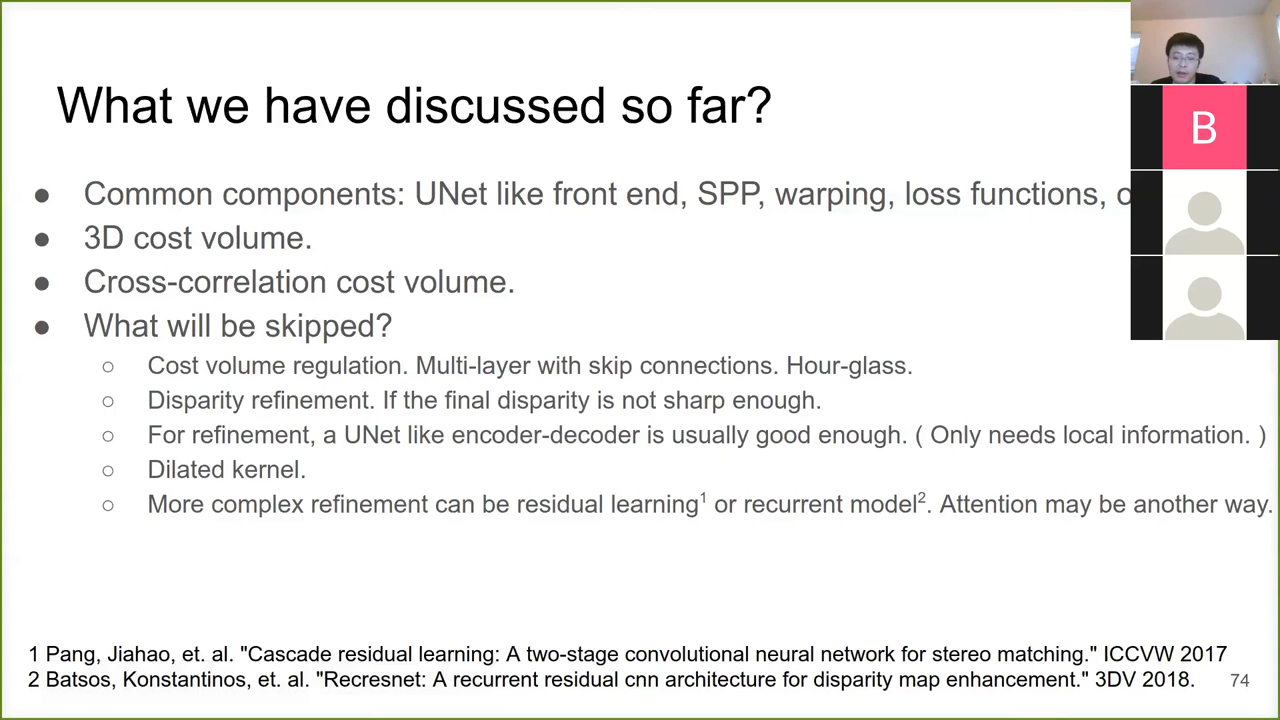 What we have discussed so far?
● Common components: UNet like front end, SPP, warping, loss functions,
● 3D cost volume.
● Cross-correlation cost volume.
● What will be skipped?
○ Cost volume regulation. Multi-layer with skip connections. Hour-glass.
○ Disparity refinement. If the final disparity is not sharp enough.
○ For refinement, a UNet like encoder-decoder is usually good enough. ( Only needs local information. )
○ Dilated kernel.
○ More complex refinement can be residual learning1 or recurrent model2. Attention may be another way.
1 Pang, Jiahao, et. al. "Cascade residual learning: A two-stage convolutional neural network for stereo matching." ICCVW 2017
2 Batsos, Konstantinos, et. al. "Recresnet: A recurrent residual cnn architecture for disparity map enhancement." 3DV 2018.
74
B